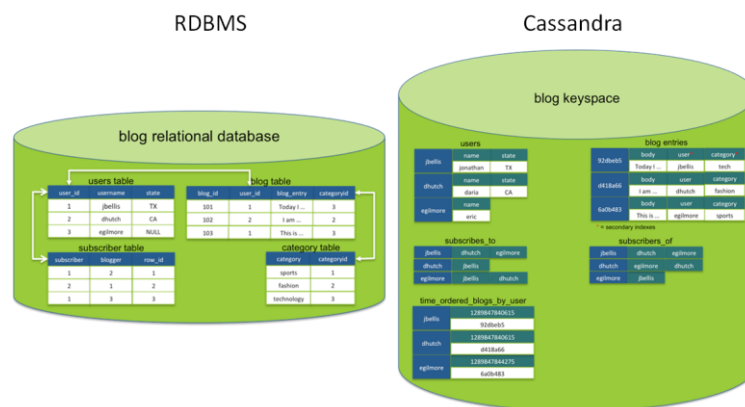 RDBMS
Cassandra
blog relational database
users table
user_id username state
1 jbellis TX
2 dhutch CA
3 egilmore NULL
blog table
blog_id user_id blog_entry categoryid
101 1 Today I ... 3
102 2 I am ... 2
103 1 This is ... 3
subscriber table
subscriber blogger row_id
1 2 1
2 1 2
1 3 3
category table
category categoryid
sports 1
fashion 2
technology 3
blog keyspace
users
jbellis name state
jonathan TX
dhutch name state
daria CA
egilmore name
eric
blog entries
92dbeb5 body user category
Today I ... jbellis tech
d418a66 body user category
I am ... dhutch fashion
6a0b483 body user category
This is ... egilmore sports
* = secondary indexes
subscribes_to
jbellis dhutch egilmore
dhutch jbellis
egilmore jbellis dhutch
subscribers_of
jbellis dhutch egilmore
dhutch egilmore dhutch
egilmore jbellis
time_ordered_blogs_by_user
jbellis 1289847840615
92dbeb5
dhutch 1289847840615
d418a66
egilmore 1289847844275
6a0b483